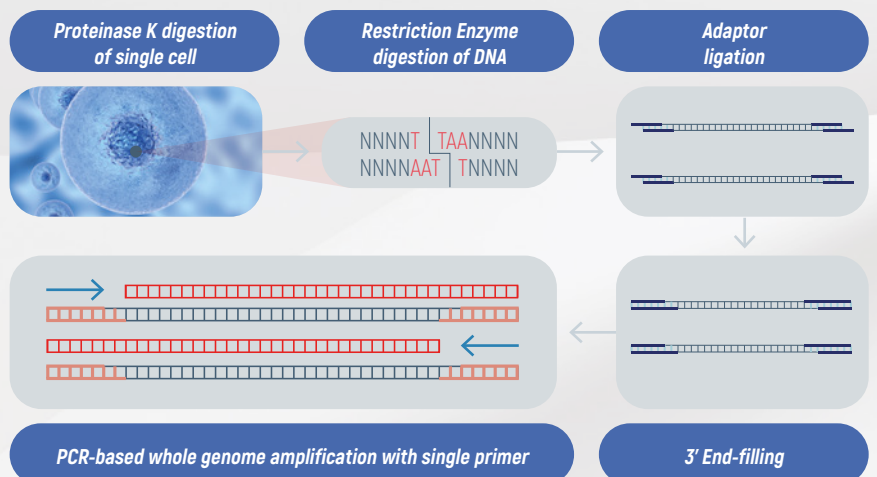 Proteinase K digestion
of single cell
Restriction Enzyme
digestion of DNA
Adaptor
ligation
NNNNT TAANNNN
NNNNAAT TNNNN
PCR-based whole genome amplification with single primer
3′ End-filling